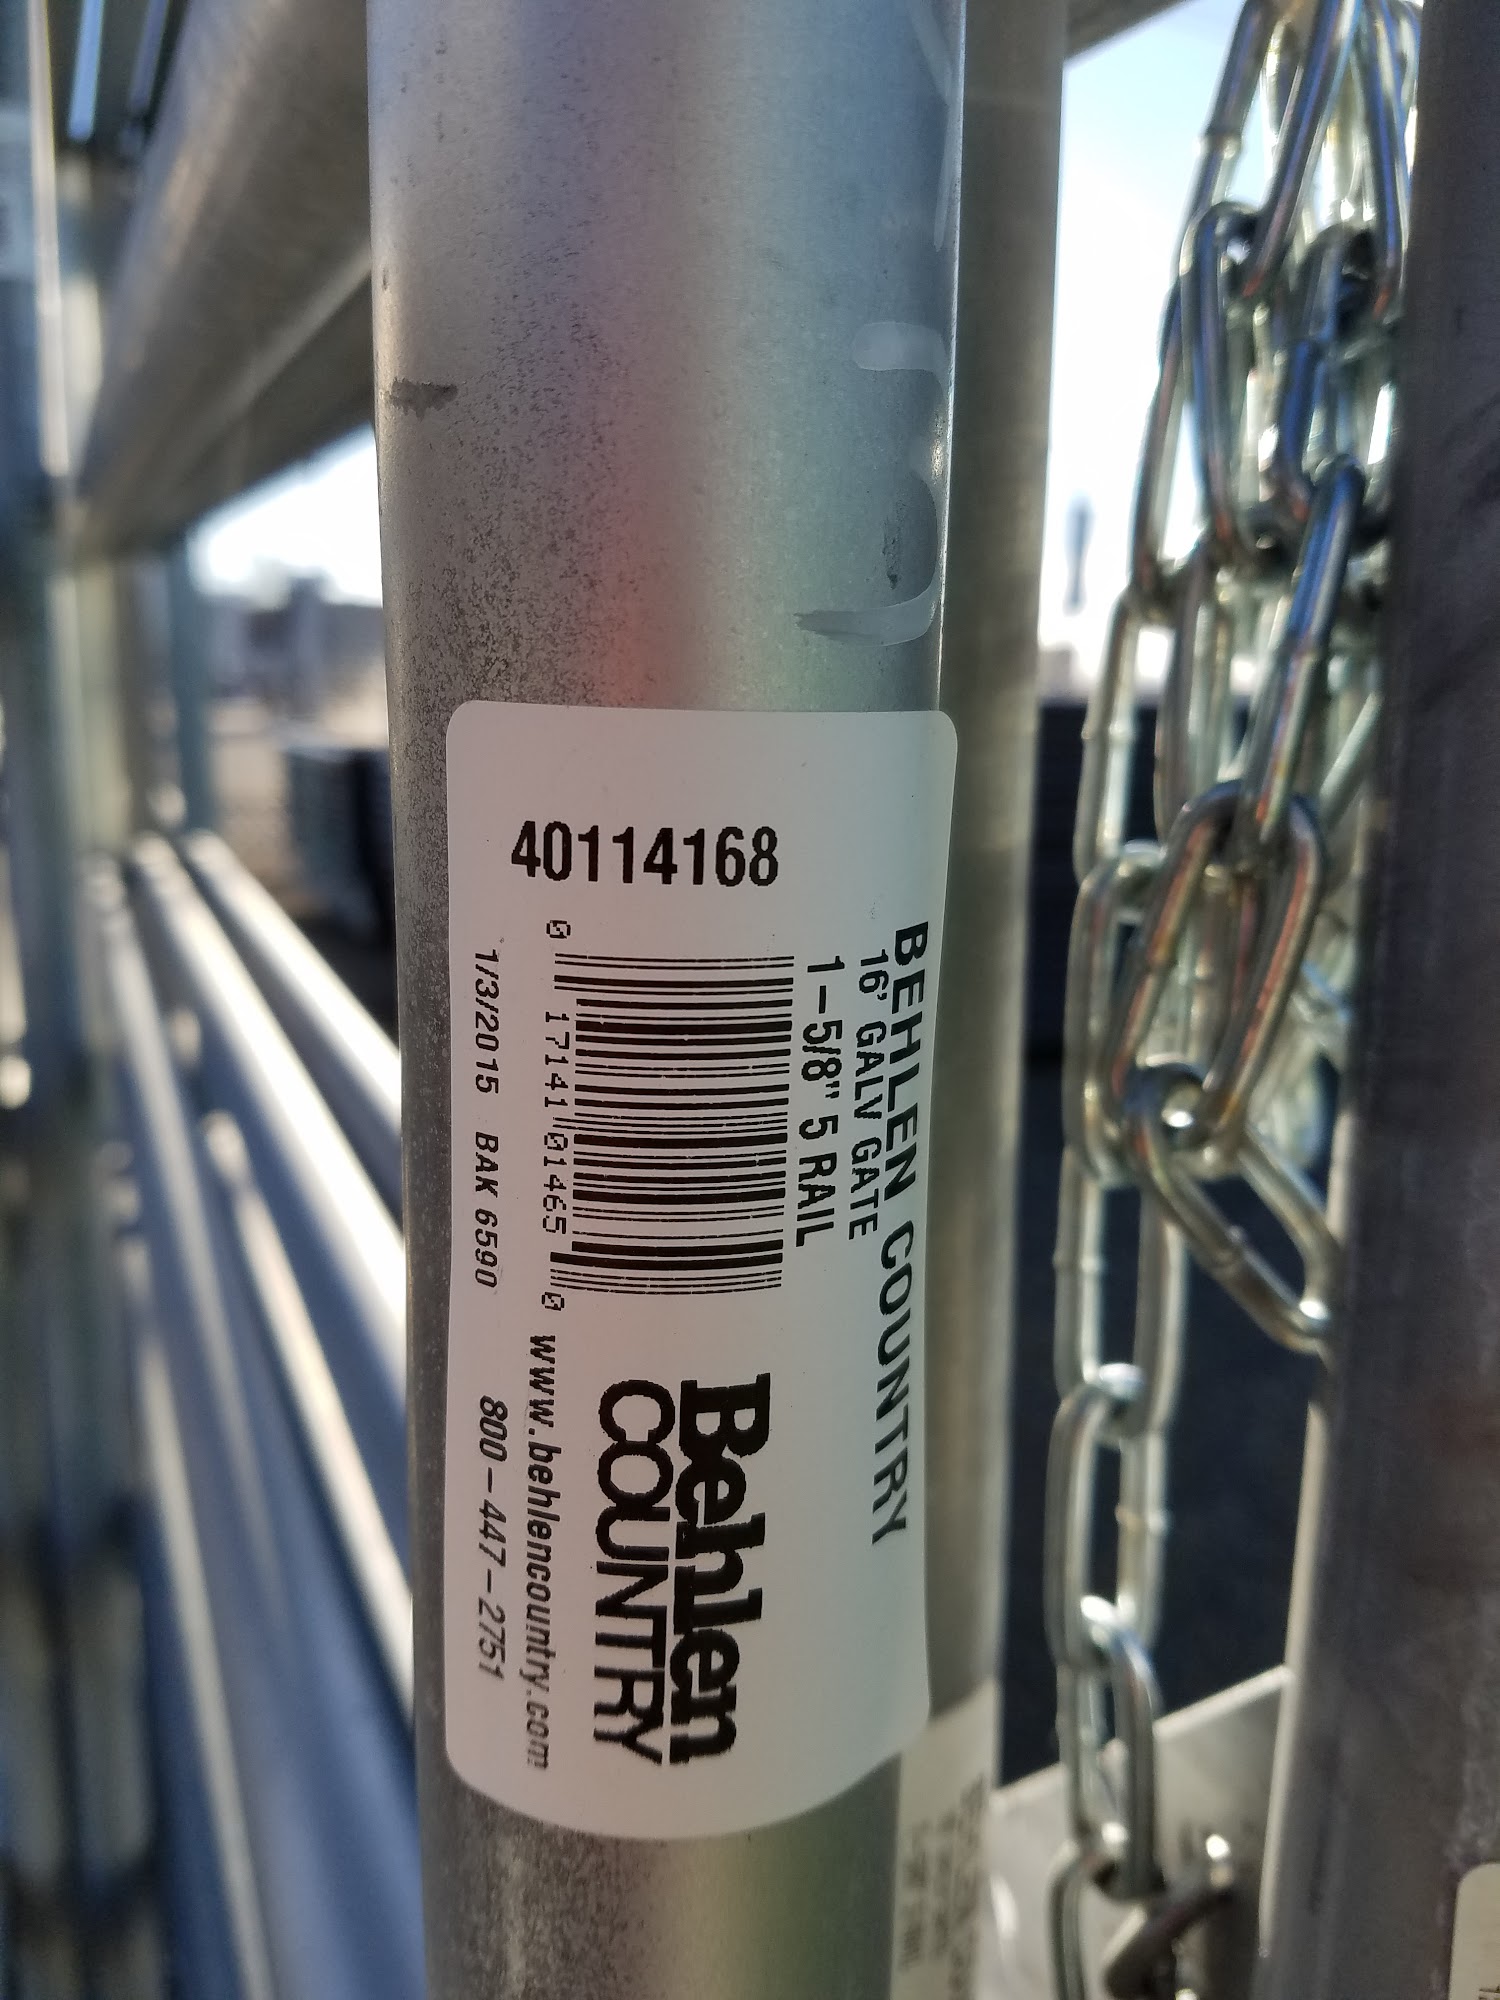 40114168
BEHLEN COUNTRY
16' GALV GATE
1-5/8" 5 RAIL
0 17141 01465 0
1/3/2015 BAK 6590
Behlen
COUNTRY
www.behlencountry.com
800-447-2751